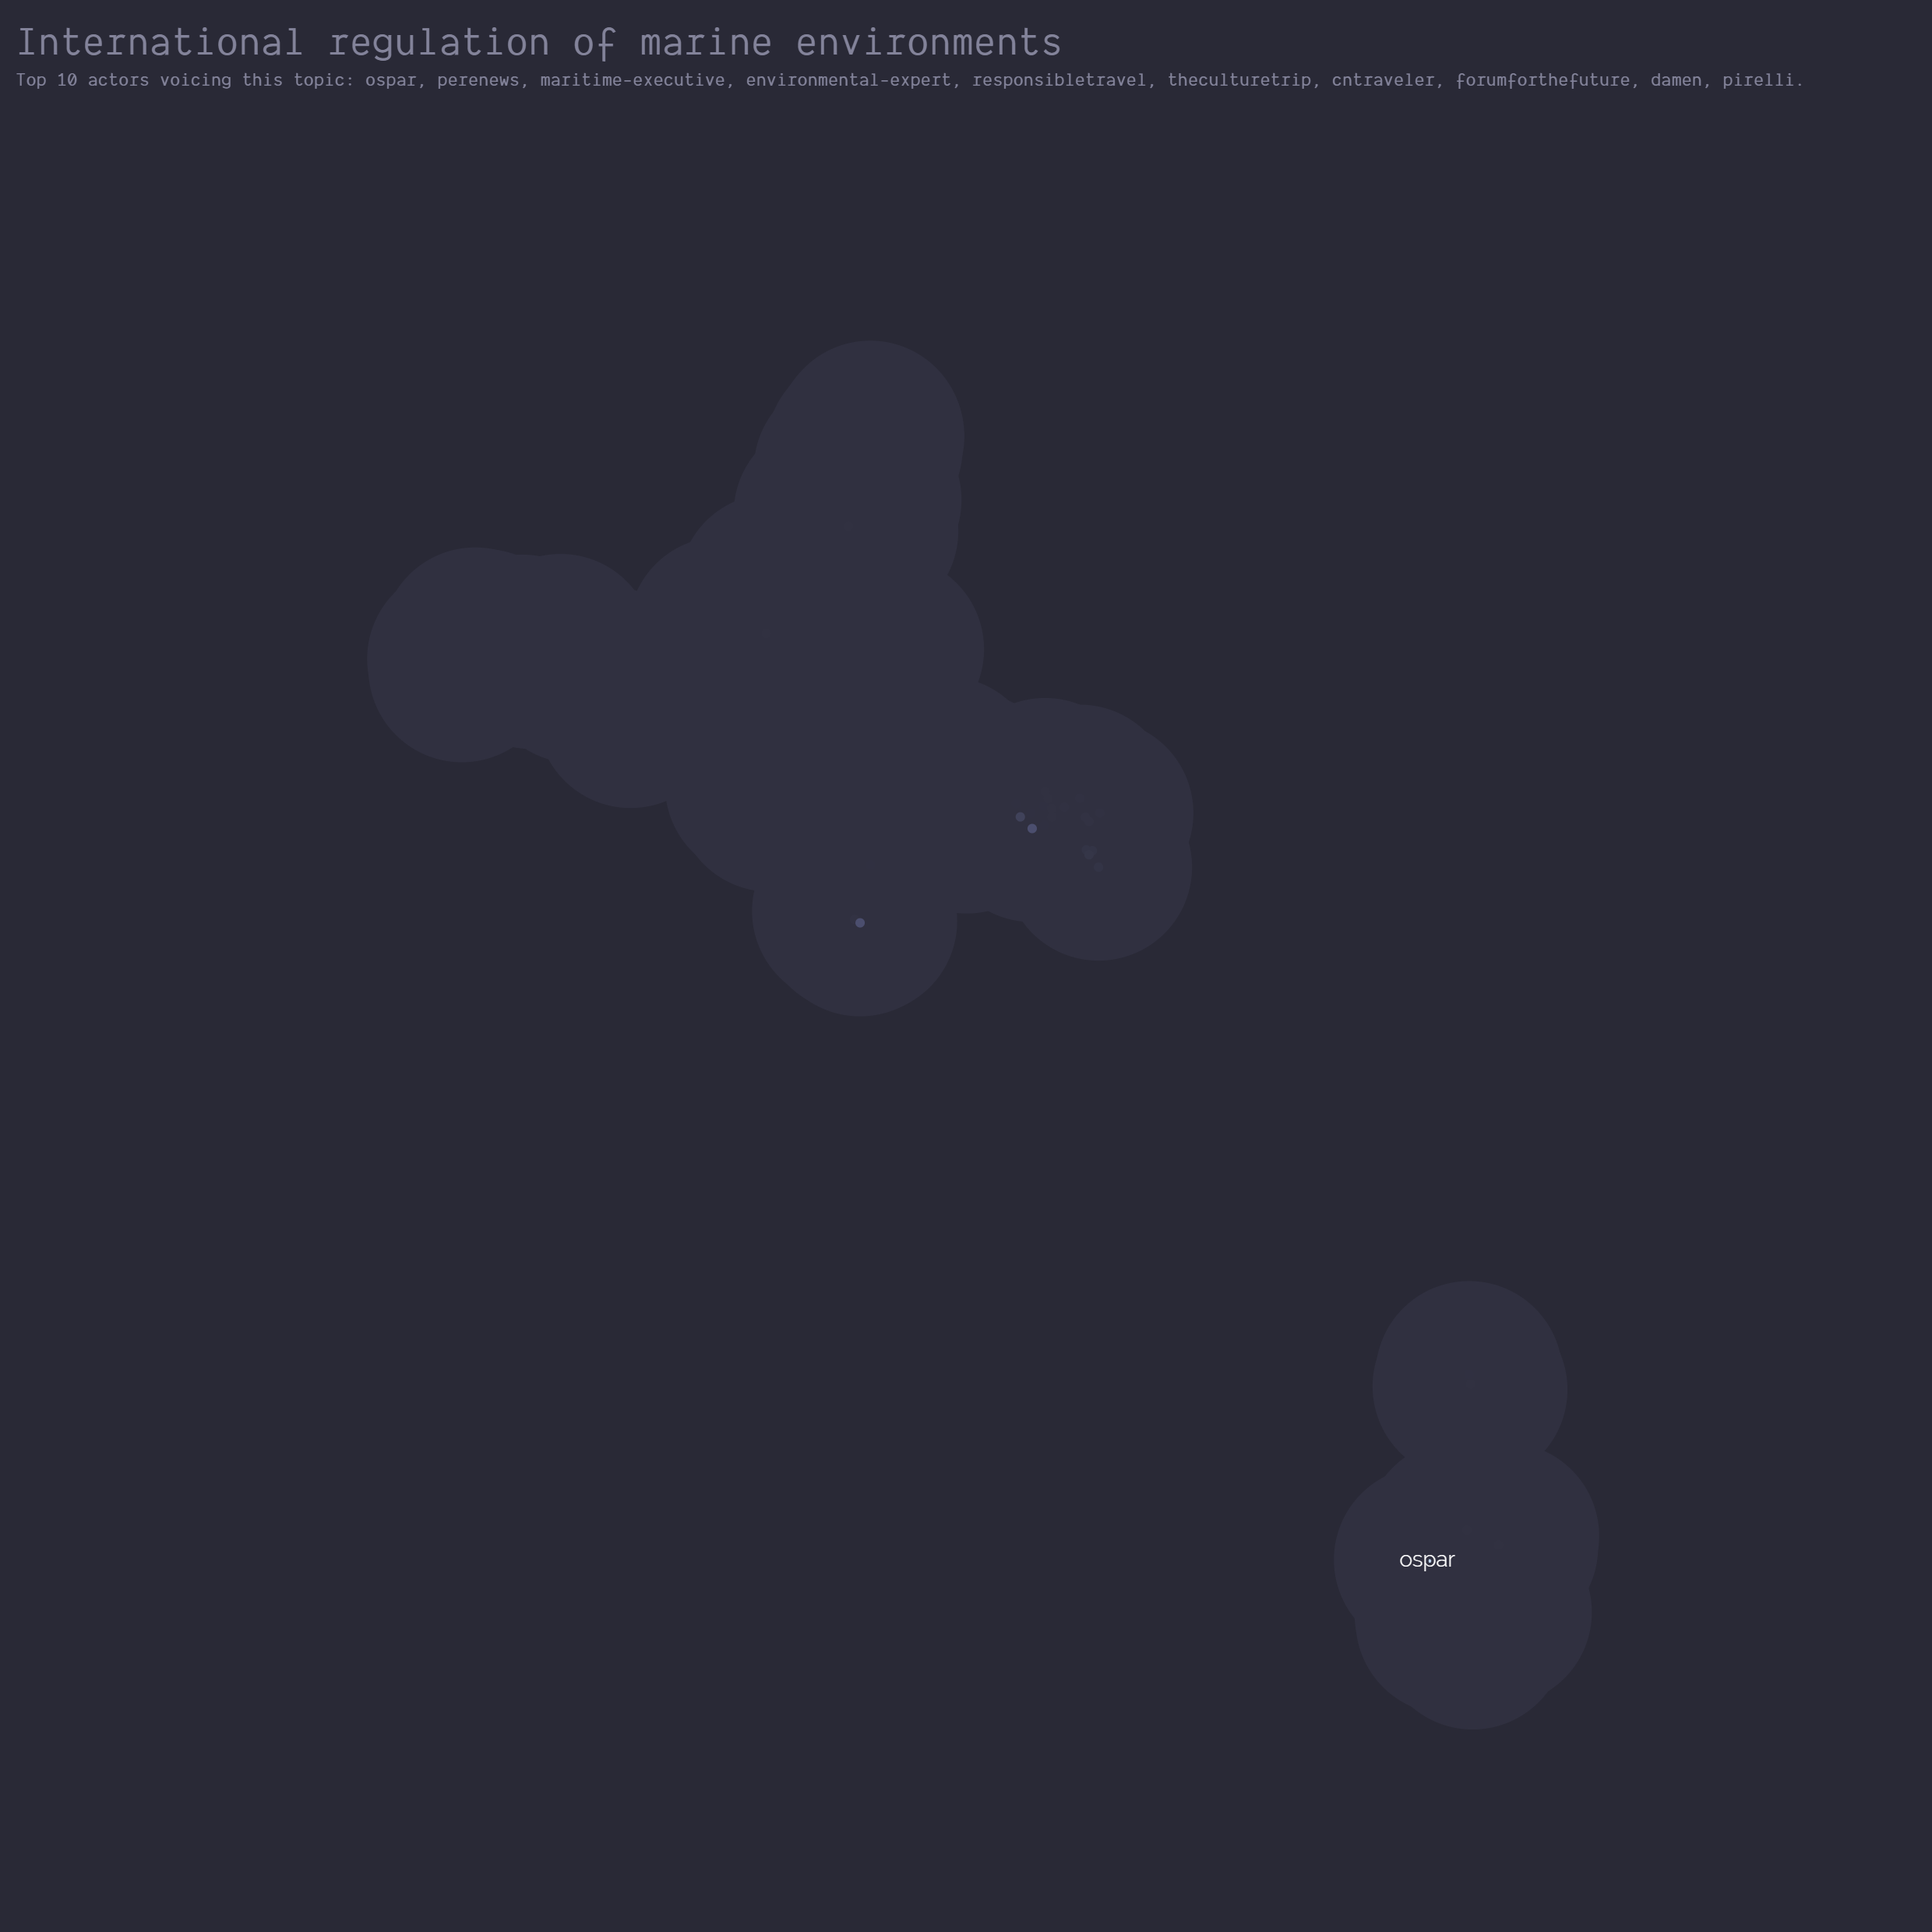 International regulation of marine environments
Top 10 actors voicing this topic: ospar, perenews, maritime-executive, environmental-expert, responsibletravel, theculturetrip, cntraveler, forumforthefuture, damen, pirelli.
ospar